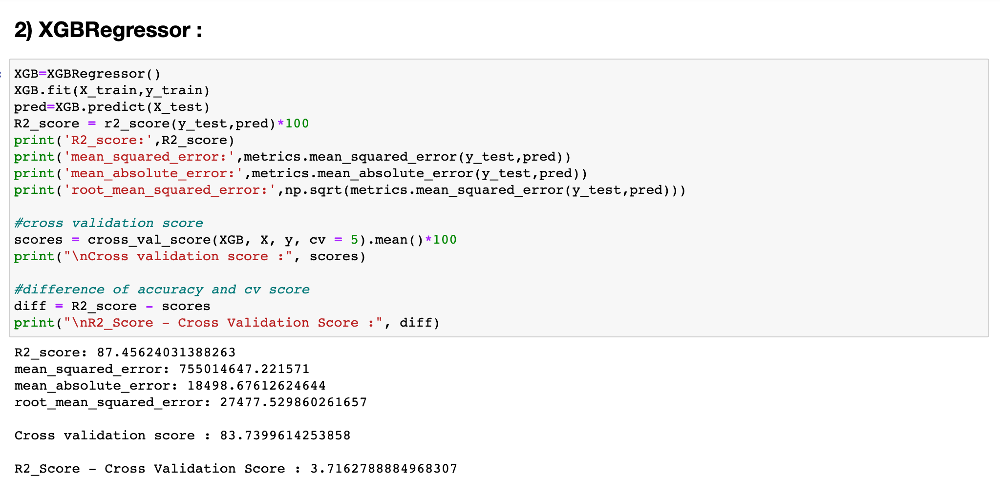 2) XGBRegressor :
XGB=XGBRegressor()
XGB.fit(X_train,y_train)
pred=XGB.predict(X_test)
R2_score = r2_score(y_test,pred)*100
print('R2_score:',R2_score)
print('mean_squared_error:',metrics.mean_squared_error(y_test,pred))
print('mean_absolute_error:',metrics.mean_absolute_error(y_test,pred))
print('root_mean_squared_error:',np.sqrt(metrics.mean_squared_error(y_test,pred)))
#cross validation score
scores = cross_val_score(XGB, X, y, cv = 5).mean()*100
print("\nCross validation score :", scores)
#difference of accuracy and cv score
diff = R2_score - scores
print("\nR2_Score - Cross Validation Score :", diff)
R2_score: 87.45624031388263
mean_squared_error: 755014647.221571
mean_absolute_error: 18498.67612624644
root_mean_squared_error: 27477.529860261657
Cross validation score : 83.7399614253858
R2_Score - Cross Validation Score : 3.7162788884968307